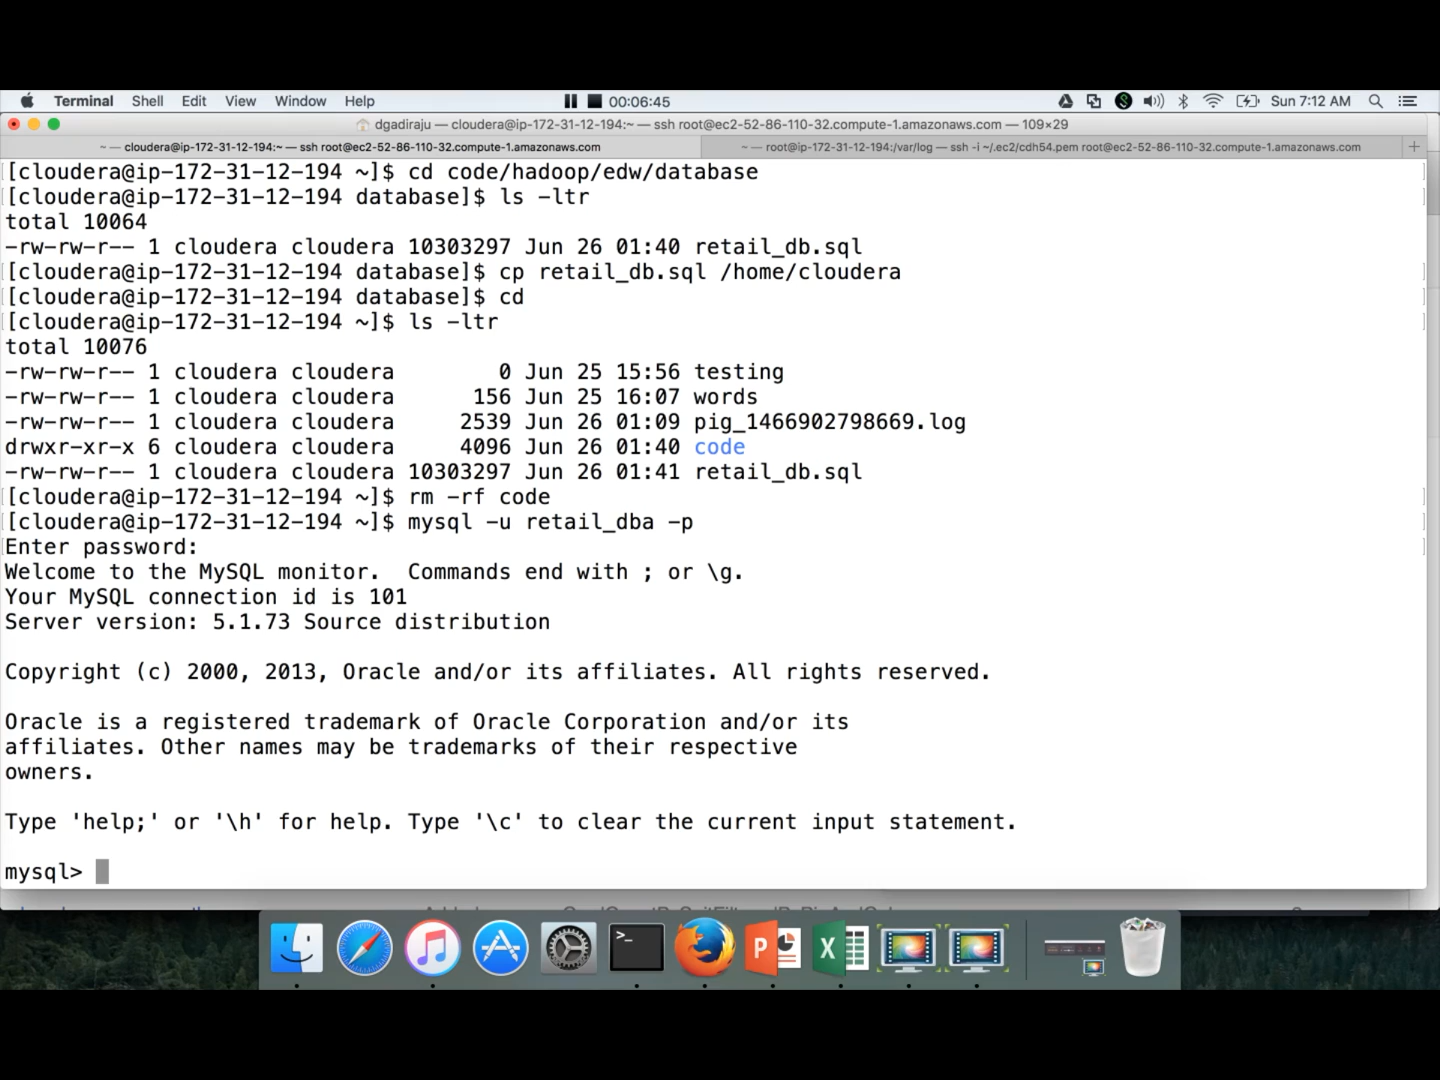 Terminal Shell Edit View Window Help 00:06:45 Sun 7:12 AM
dgadiraju — cloudera@ip-172-31-12-194:~ — ssh root@ec2-52-86-110-32.compute-1.amazonaws.com — 109×29
~ — cloudera@ip-172-31-12-194:~ — ssh root@ec2-52-86-110-32.compute-1.amazonaws.com ~ — root@ip-172-31-12-194:/var/log — ssh -i ~/.ec2/cdh54.pem root@ec2-52-86-110-32.compute-1.amazonaws.com
[cloudera@ip-172-31-12-194 ~]$ cd code/hadoop/edw/database
[cloudera@ip-172-31-12-194 database]$ ls -ltr
total 10064
-rw-rw-r-- 1 cloudera cloudera 10303297 Jun 26 01:40 retail_db.sql
[cloudera@ip-172-31-12-194 database]$ cp retail_db.sql /home/cloudera
[cloudera@ip-172-31-12-194 database]$ cd
[cloudera@ip-172-31-12-194 ~]$ ls -ltr
total 10076
-rw-rw-r-- 1 cloudera cloudera        0 Jun 25 15:56 testing
-rw-rw-r-- 1 cloudera cloudera      156 Jun 25 16:07 words
-rw-rw-r-- 1 cloudera cloudera     2539 Jun 26 01:09 pig_1466902798669.log
drwxr-xr-x 6 cloudera cloudera     4096 Jun 26 01:40 code
-rw-rw-r-- 1 cloudera cloudera 10303297 Jun 26 01:41 retail_db.sql
[cloudera@ip-172-31-12-194 ~]$ rm -rf code
[cloudera@ip-172-31-12-194 ~]$ mysql -u retail_dba -p
Enter password:
Welcome to the MySQL monitor.  Commands end with ; or \g.
Your MySQL connection id is 101
Server version: 5.1.73 Source distribution
Copyright (c) 2000, 2013, Oracle and/or its affiliates. All rights reserved.
Oracle is a registered trademark of Oracle Corporation and/or its
affiliates. Other names may be trademarks of their respective
owners.
Type 'help;' or '\h' for help. Type '\c' to clear the current input statement.
mysql>